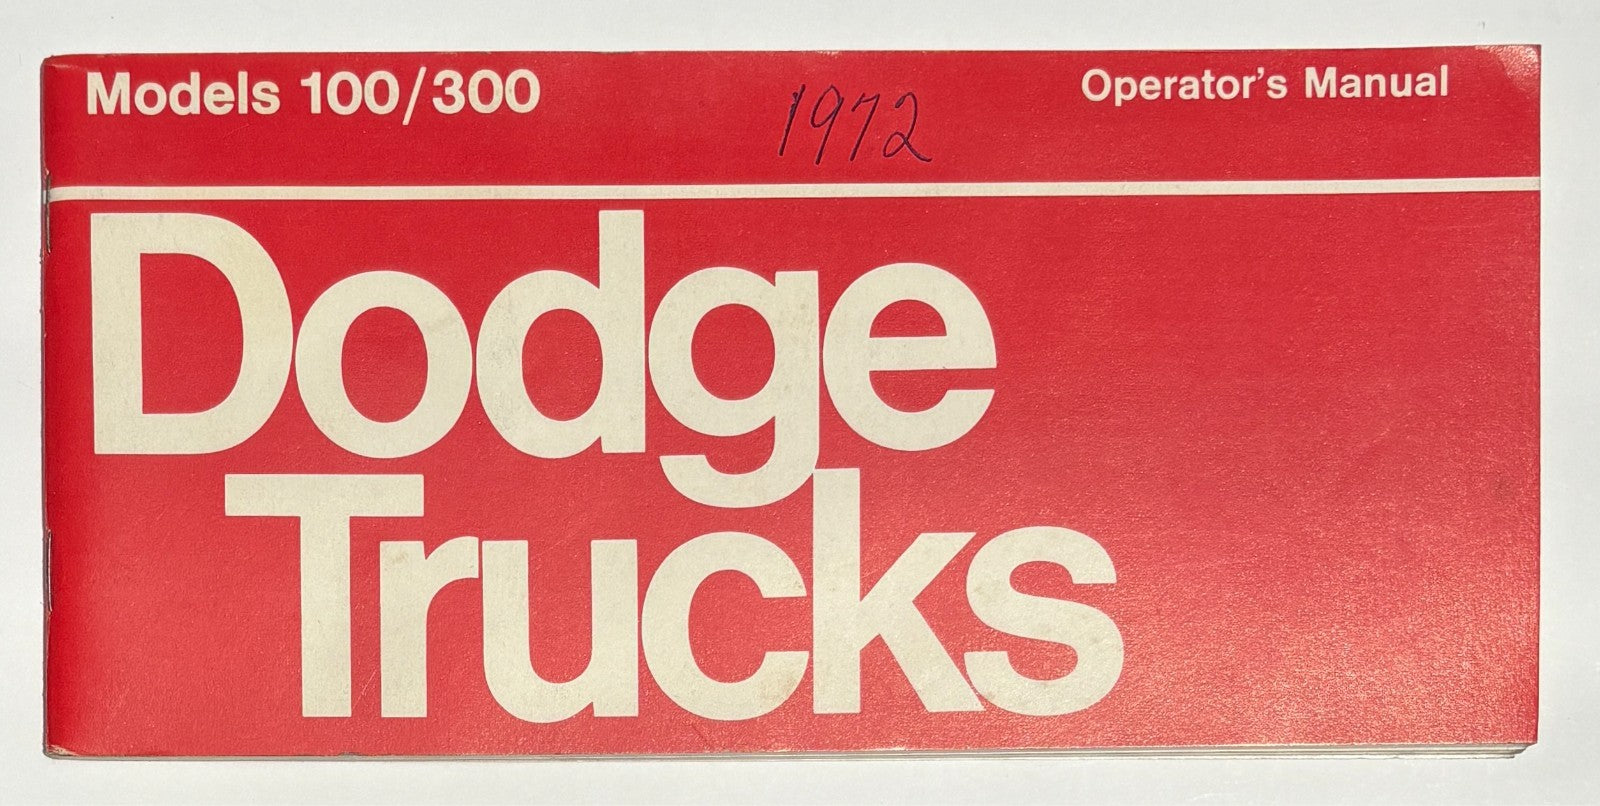 Models 100/300 1972 Operator's Manual
Dodge
Trucks